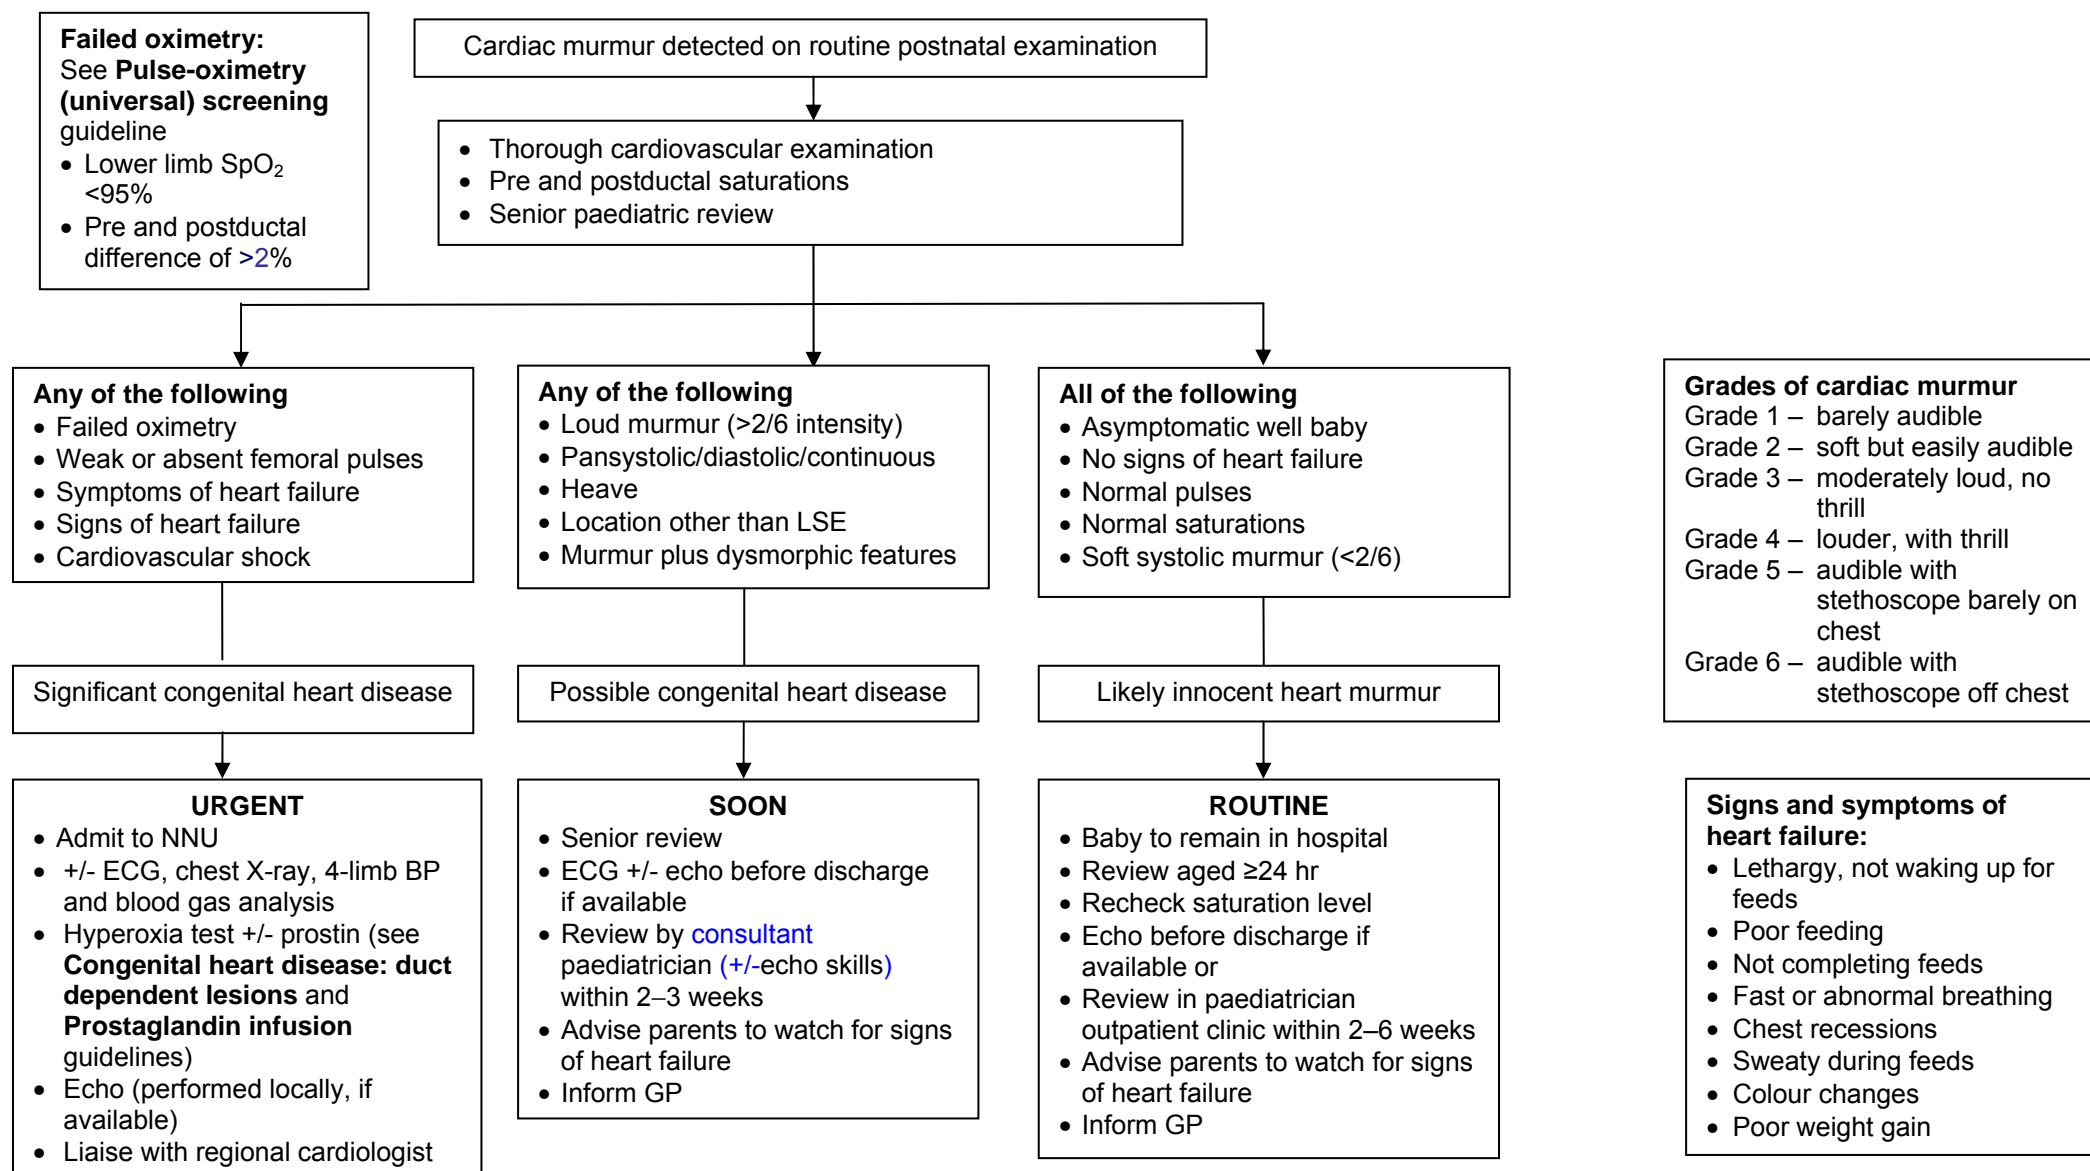 Failed oximetry:
See Pulse-oximetry
(universal) screening
guideline
• Lower limb SpO₂
<95%
• Pre and postductal
difference of >2%
Cardiac murmur detected on routine postnatal examination
• Thorough cardiovascular examination
• Pre and postductal saturations
• Senior paediatric review
Any of the following
• Failed oximetry
• Weak or absent femoral pulses
• Symptoms of heart failure
• Signs of heart failure
• Cardiovascular shock
Any of the following
• Loud murmur (>2/6 intensity)
• Pansystolic/diastolic/continuous
• Heave
• Location other than LSE
• Murmur plus dysmorphic features
All of the following
• Asymptomatic well baby
• No signs of heart failure
• Normal pulses
• Normal saturations
• Soft systolic murmur (<2/6)
Grades of cardiac murmur
Grade 1 – barely audible
Grade 2 – soft but easily audible
Grade 3 – moderately loud, no
thrill
Grade 4 – louder, with thrill
Grade 5 – audible with
stethoscope barely on
chest
Grade 6 – audible with
stethoscope off chest
Significant congenital heart disease
Possible congenital heart disease
Likely innocent heart murmur
URGENT
• Admit to NNU
• +/- ECG, chest X-ray, 4-limb BP
and blood gas analysis
• Hyperoxia test +/- prostin (see
Congenital heart disease: duct
dependent lesions and
Prostaglandin infusion
guidelines)
• Echo (performed locally, if
available)
• Liaise with regional cardiologist
SOON
• Senior review
• ECG +/- echo before discharge
if available
• Review by consultant
paediatrician (+/-echo skills)
within 2–3 weeks
• Advise parents to watch for signs
of heart failure
• Inform GP
ROUTINE
• Baby to remain in hospital
• Review aged ≥24 hr
• Recheck saturation level
• Echo before discharge if
available or
• Review in paediatrician
outpatient clinic within 2–6 weeks
• Advise parents to watch for signs
of heart failure
• Inform GP
Signs and symptoms of
heart failure:
• Lethargy, not waking up for
feeds
• Poor feeding
• Not completing feeds
• Fast or abnormal breathing
• Chest recessions
• Sweaty during feeds
• Colour changes
• Poor weight gain